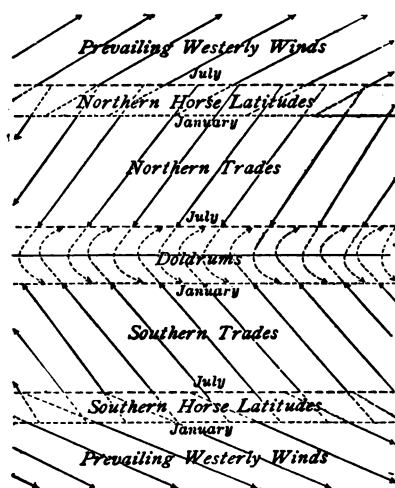 Prevailing Westerly Winds
July
Northern Horse Latitudes
January
Northern Trades
July
Doldrums
January
Southern Trades
July
Southern Horse Latitudes
January
Prevailing Westerly Winds